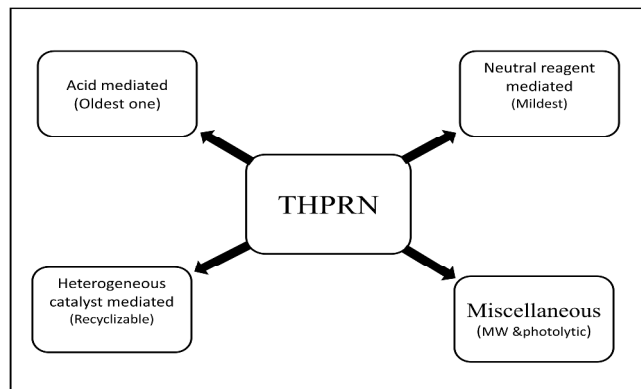 Acid mediated
(Oldest one)
Neutral reagent
mediated
(Mildest)
THPRN
Heterogeneous
catalyst mediated
(Recyclizable)
Miscellaneous
(MW &photolytic)